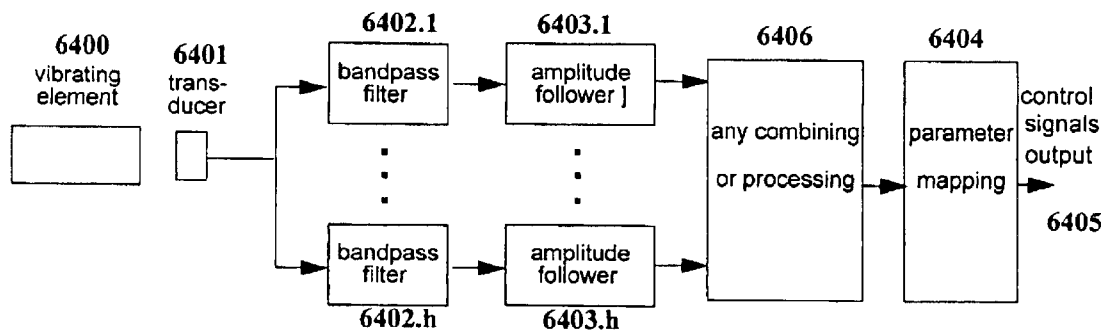 6400
vibrating
element
6401
trans-
ducer
6402.1
bandpass
filter
6403.1
amplitude
follower ]
6406
any combining
or processing
6404
parameter
mapping
control
signals
output
6405
bandpass
filter
6402.h
amplitude
follower
6403.h